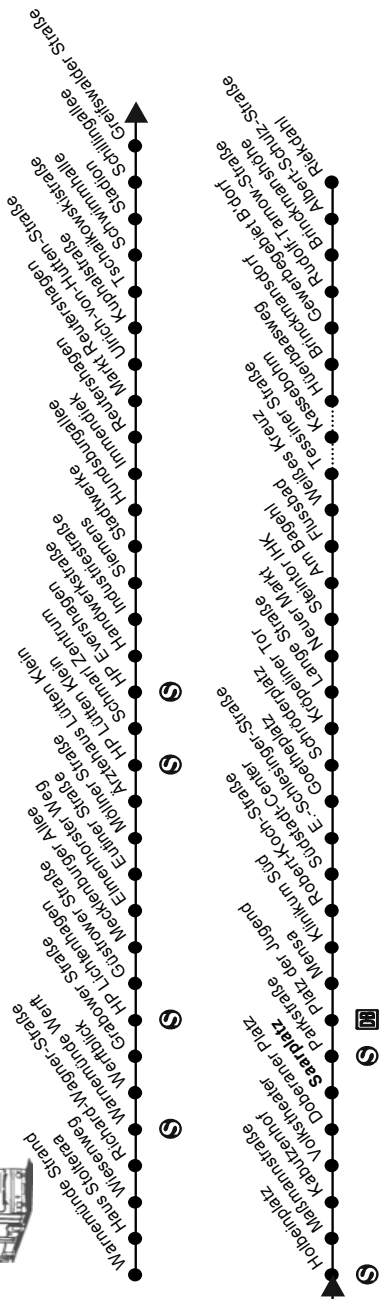 Warnemünde Strand
Haus Stolteraa
Wiesenweg
Richard-Wagner-Straße
Warnemünde Werft
Werftblick
Grabower Straße
HP Lichtenhagen
Güstrower Straße
Mecklenburger Allee
Elmenhorster Weg
Eutiner Straße
Möllner Straße
Ärztehaus Lütten Klein
HP Lütten Klein
Schmarl Zentrum
HP Evershagen
Handwerkstraße
Industriestraße
Siemens
Stadtwerke
Hundsburgallee
Immendiek
Reutershagen
Markt Reutershagen
Ulrich-von-Hutten-Straße
Kuphalstraße
Tschaikowskistraße
Schwimmhalle
Stadion
Schillingallee
Greifswalder Straße
S
S
S
S
Holbeinplatz
Maßmannstraße
Kabutzenhof
Volkstheater
Doberaner Platz
Saarplatz
Parkstraße
Platz der Jugend
Mensa
Klinikum Süd
Robert-Koch-Straße
Südstadt-Center
E.-Schlesinger-Straße
Goetheplatz
Schröderplatz
Kröpeliner Tor
Lange Straße
Neuer Markt
Steintor IHK
Am Bagehl
Flussbad
Weißes Kreuz
Tessiner Straße
Kassebohm
Hüerbaasweg
Brinckmansdorf
Gewerbegebiet B'dorf
Rudolf-Tarnow-Straße
Brinckmanshöhe
Albert-Schulz-Straße
Riekdahl
S
S